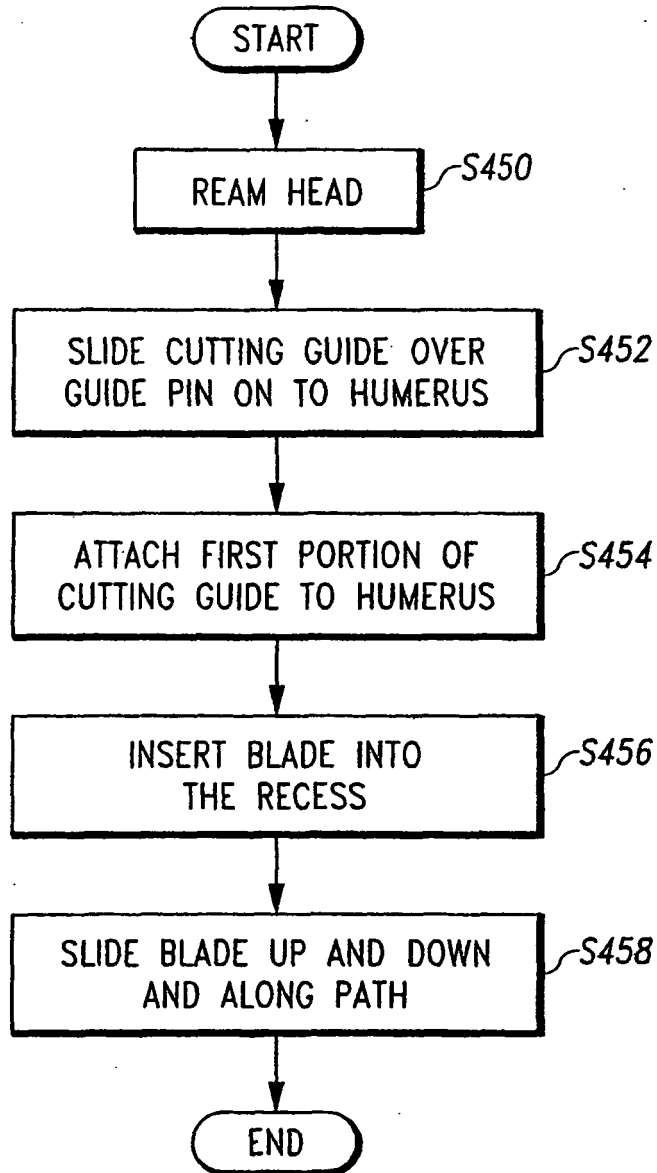 START
REAM HEAD
S450
SLIDE CUTTING GUIDE OVER
GUIDE PIN ON TO HUMERUS
S452
ATTACH FIRST PORTION OF
CUTTING GUIDE TO HUMERUS
S454
INSERT BLADE INTO
THE RECESS
S456
SLIDE BLADE UP AND DOWN
AND ALONG PATH
S458
END